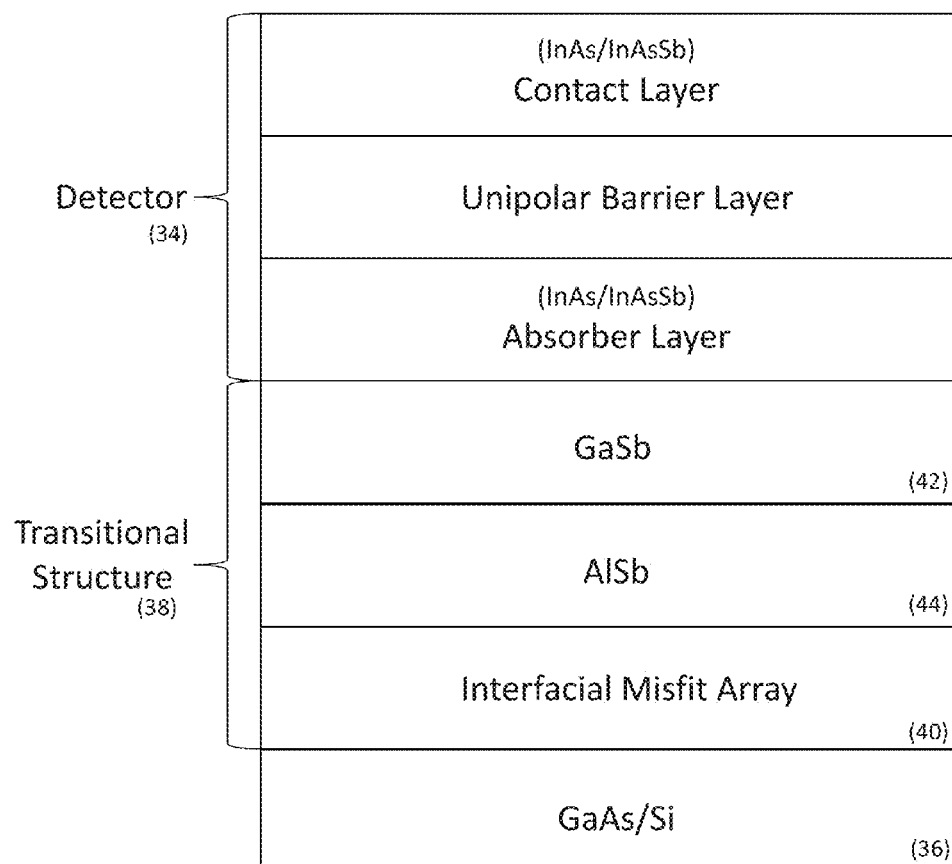 (InAs/InAsSb)
Contact Layer
Detector
(34)
Unipolar Barrier Layer
(InAs/InAsSb)
Absorber Layer
GaSb
(42)
Transitional
Structure
(38)
AlSb
(44)
Interfacial Misfit Array
(40)
GaAs/Si
(36)